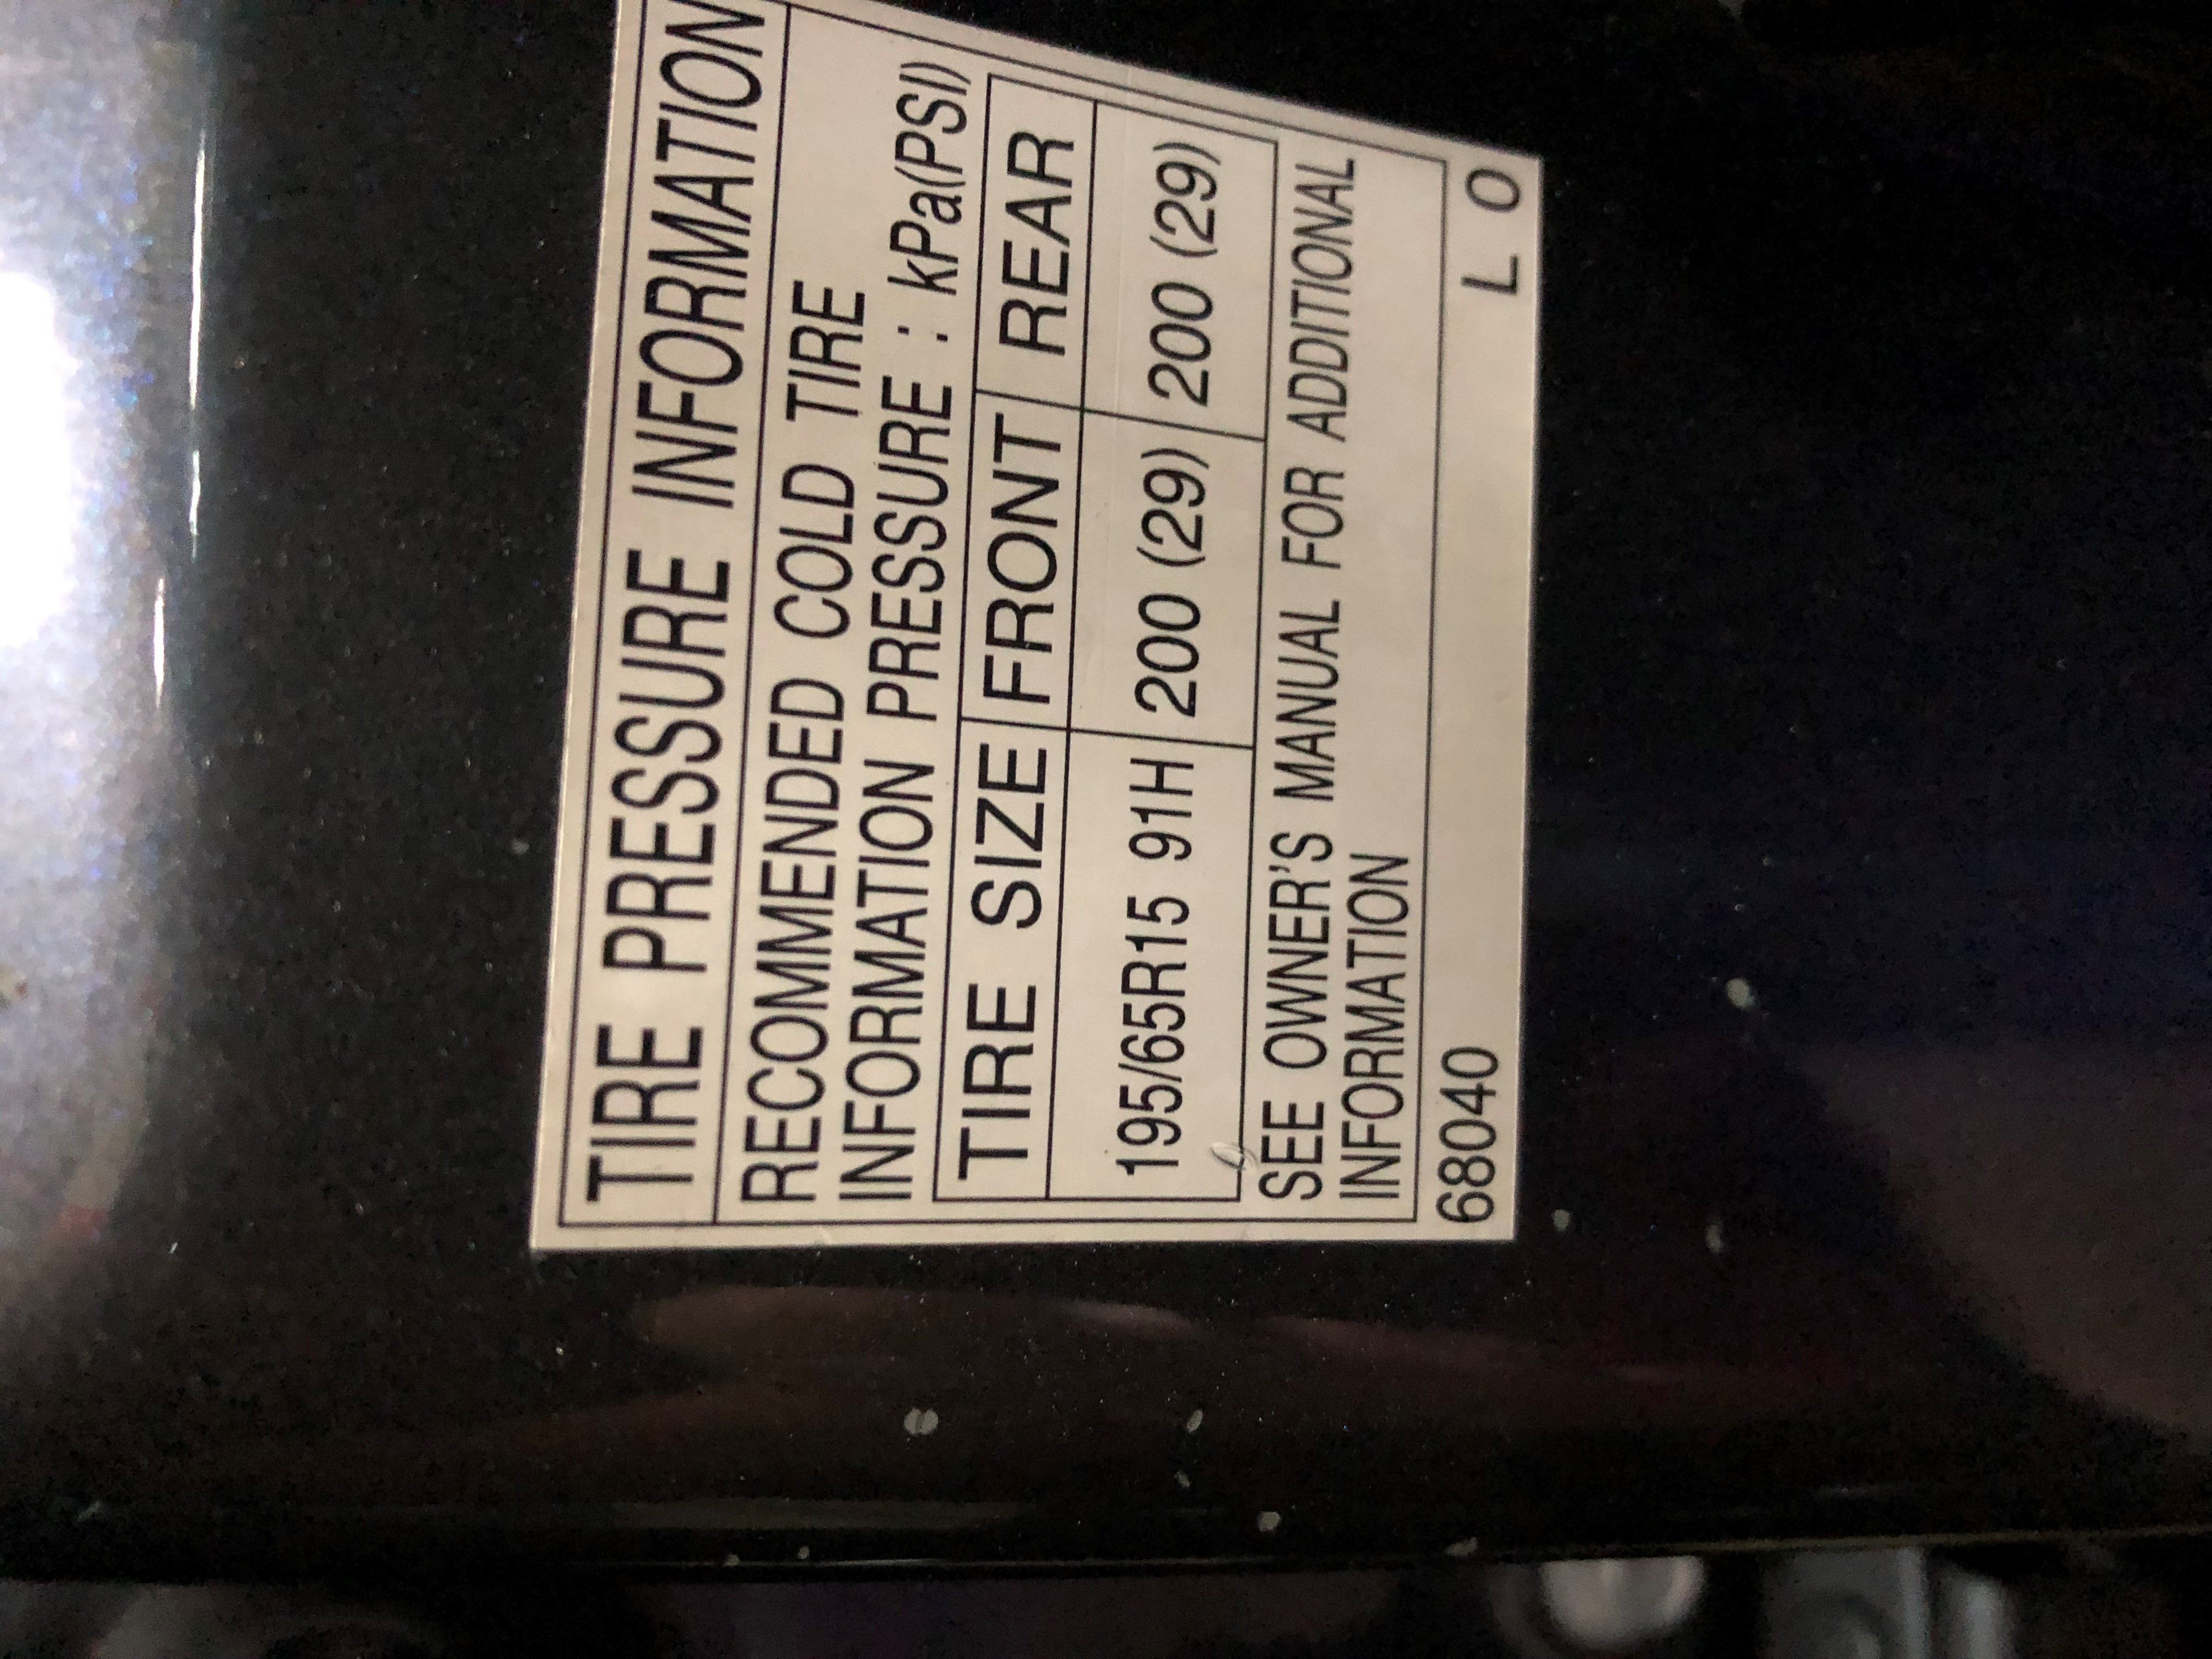 TIRE PRESSURE INFORMATION
RECOMMENDED COLD TIRE
INFORMATION PRESSURE : kPa(PSI)
TIRE SIZE FRONT REAR
195/65R15 91H 200 (29) 200 (29)
SEE OWNER'S MANUAL FOR ADDITIONAL
INFORMATION
68040 L O